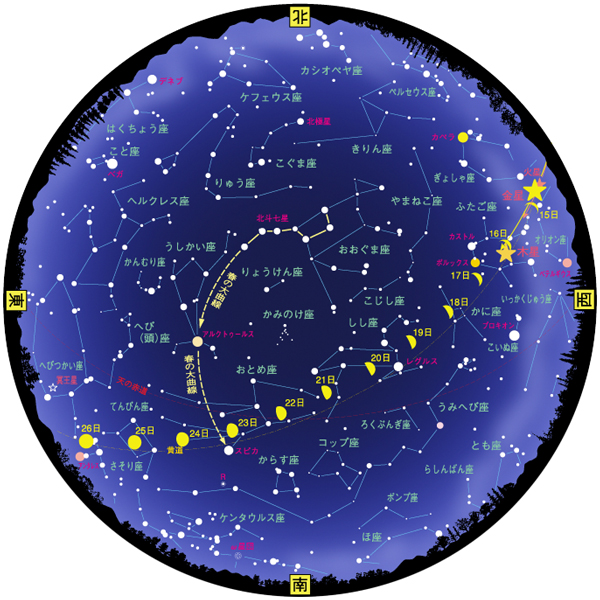 北
カシオペヤ座
デネブ
ペルセウス座
ケフェウス座
はくちょう座
北極星
カペラ
こと座
きりん座
ベガ
こぐま座
ぎょしゃ座
火星
りゅう座
金星
ヘルクレス座
やまねこ座
ふたご座
15日
北斗七星
16日
カストル
オリオン座
うしかい座
おおぐま座
木星
かんむり座
ポルックス
ベテルギウス
りょうけん座
17日
春の大曲線
東
西
こじし座
18日
いっかくじゅう座
かみのけ座
かに座
しし座
プロキオン
へび
(頭)座
アルクトゥールス
19日
こいぬ座
20日
レグルス
へびつかい座
春の大曲線
おとめ座
冥王星
天の赤道
21日
てんびん座
22日
うみへび座
26日
25日
24日
23日
ろくぶんぎ座
黄道
スピカ
コップ座
とも座
さそり座
からす座
らしんばん座
ポンプ座
ケンタウルス座
ほ座
南